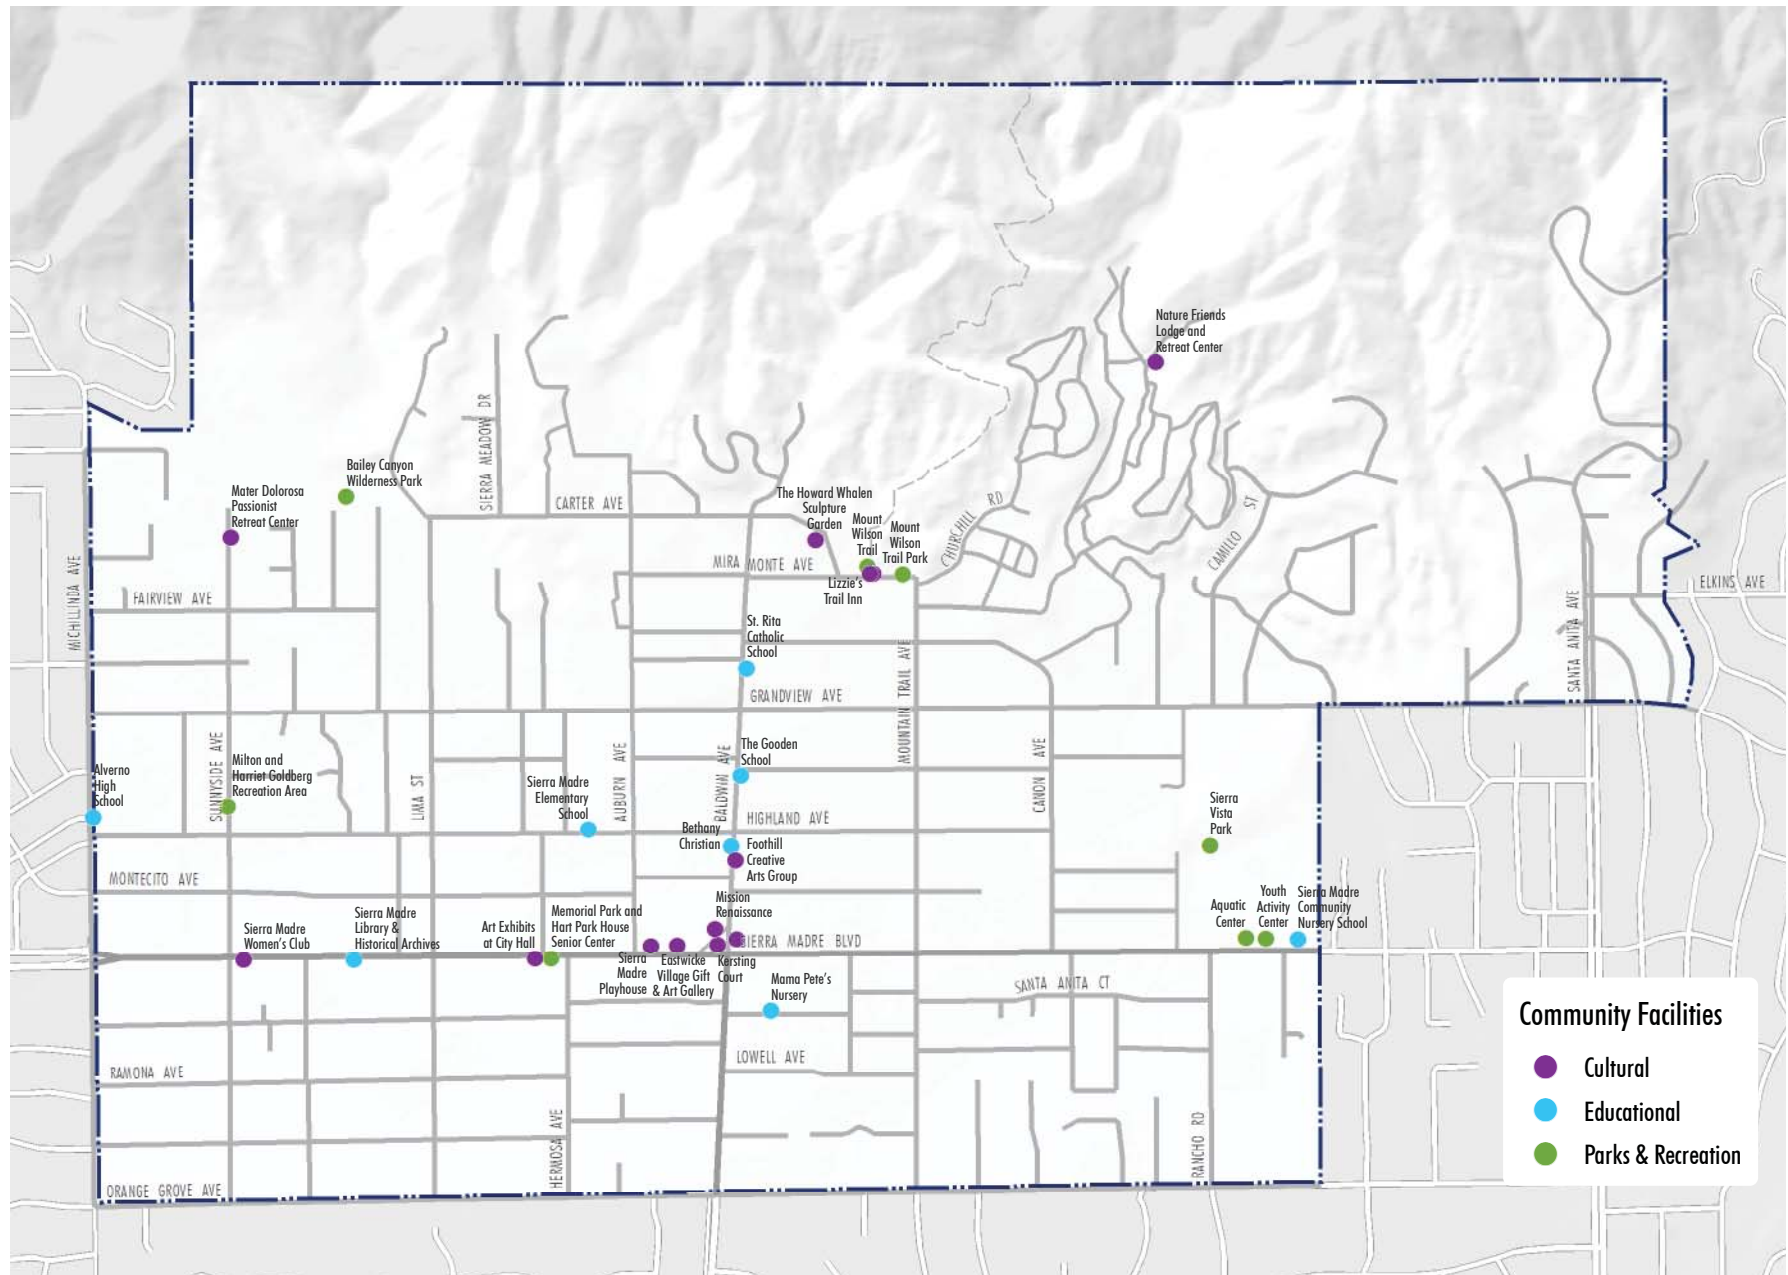 Nature Friends
Lodge and
Retreat Center
SIERRA MEADOW DR
Bailey Canyon
Wilderness Park
Mater Dolorosa
Passionist
Retreat Center
CARTER AVE
The Howard Whalen
Sculpture
Garden
Mount
Wilson
Trail
Mount
Wilson
Trail Park
CHURCHILL RD
CAMILLO ST
MIRA MONTE AVE
Lizzie's
Trail Inn
MICHILLINDA AVE
FAIRVIEW AVE
ELKINS AVE
SANTA ANITA AVE
St. Rita
Catholic
School
GRANDVIEW AVE
MOUNTAIN TRAIL AVE
SUNNYSIDE AVE
Alverno
High
School
Milton and
Harriet Goldberg
Recreation Area
LIMA ST
Sierra Madre
Elementary
School
AUBURN AVE
BALDWIN AVE
The Gooden
School
CANON AVE
HIGHLAND AVE
Sierra
Vista
Park
Bethany
Christian
Foothill
Creative
Arts Group
MONTECITO AVE
Mission
Renaissance
Sierra Madre
Women's Club
Sierra Madre
Library &
Historical Archives
Art Exhibits
at City Hall
Memorial Park and
Hart Park House
Senior Center
SIERRA MADRE BLVD
Aquatic
Center
Youth
Activity
Center
Sierra Madre
Community
Nursery School
Sierra
Madre
Playhouse
Eastwicke
Village Gift
& Art Gallery
Kersting
Court
Mama Pete's
Nursery
SANTA ANITA CT
LOWELL AVE
RAMONA AVE
HERMOSA AVE
RANCHO RD
ORANGE GROVE AVE
Community Facilities
Cultural
Educational
Parks & Recreation